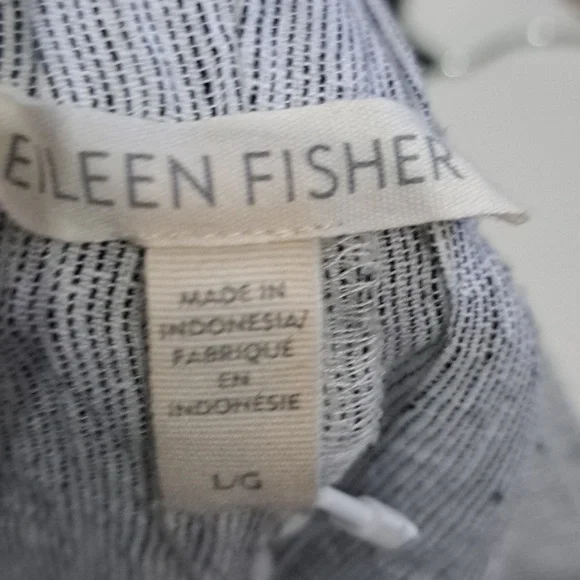 EILEEN FISHER
MADE IN
INDONESIA/
FABRIQUÉ
EN
INDONÉSIE
L/G